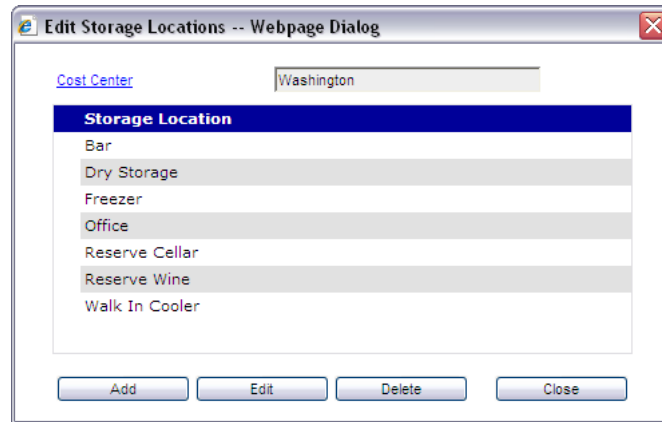 Edit Storage Locations -- Webpage Dialog
Cost Center Washington
Storage Location
Bar
Dry Storage
Freezer
Office
Reserve Cellar
Reserve Wine
Walk In Cooler
Add Edit Delete Close